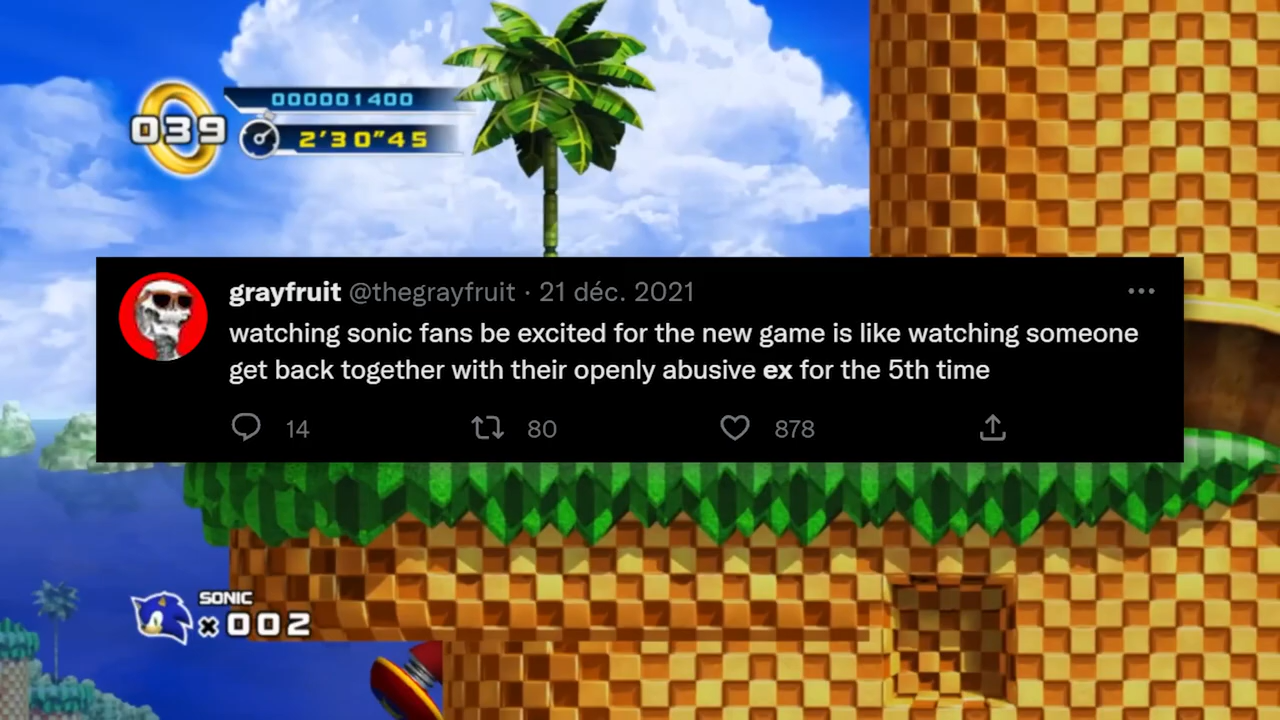 000001400
039
2'30"45
grayfruit @thegrayfruit · 21 déc. 2021
watching sonic fans be excited for the new game is like watching someone
get back together with their openly abusive ex for the 5th time
14 80 878
SONIC
×002